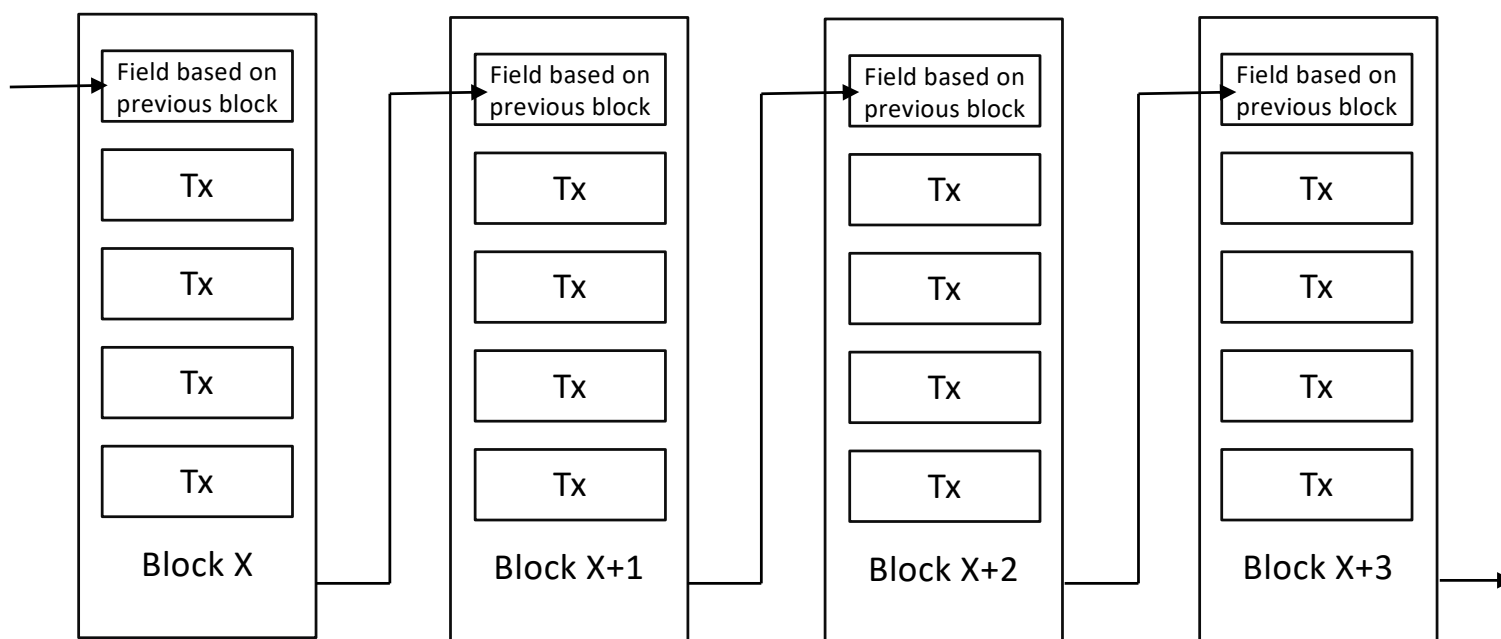 Field based on
previous block
Tx
Tx
Tx
Tx
Block X
Field based on
previous block
Tx
Tx
Tx
Tx
Block X+1
Field based on
previous block
Tx
Tx
Tx
Tx
Block X+2
Field based on
previous block
Tx
Tx
Tx
Tx
Block X+3